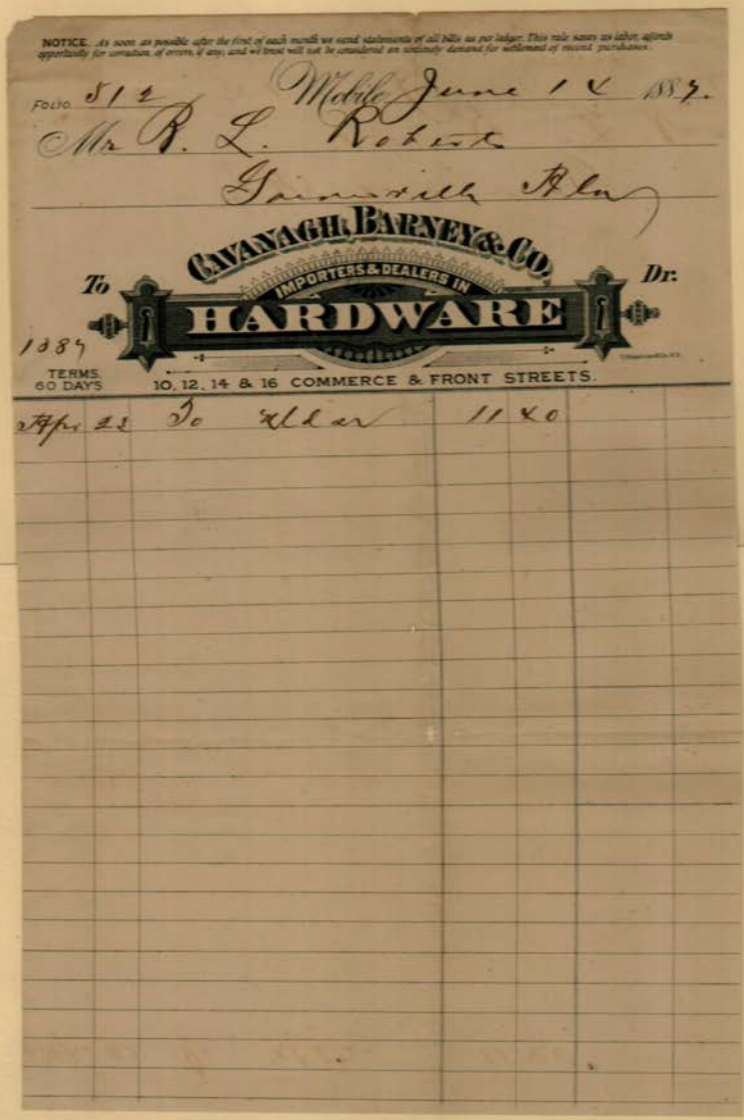 NOTICE. As soon as possible after the first of each month we send statements of all bills as per ledger. This rule saves us labor, affords
opportunity for correction of errors, if any, and we trust will not be considered an untimely demand for settlement of recent purchases.
FOLIO 512 Mobile, June 14 1887.
Mr R. L. Roberts
Gainesville Ala
CAVANAGH, BARNEY & CO.
To IMPORTERS & DEALERS IN Dr.
HARDWARE
1887
TERMS
60 DAYS 10, 12, 14 & 16 COMMERCE & FRONT STREETS.
Apr 22 To 11 40